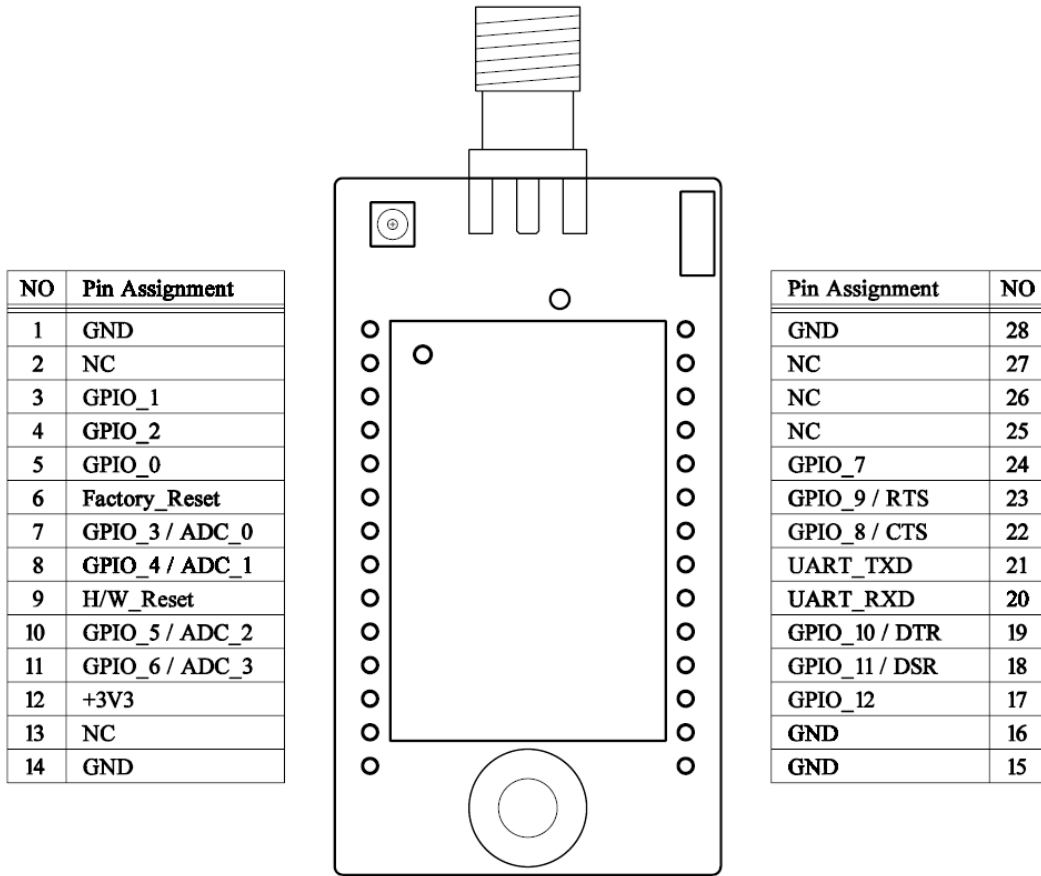 NO Pin Assignment
1 GND
2 NC
3 GPIO_1
4 GPIO_2
5 GPIO_0
6 Factory_Reset
7 GPIO_3 / ADC_0
8 GPIO_4 / ADC_1
9 H/W_Reset
10 GPIO_5 / ADC_2
11 GPIO_6 / ADC_3
12 +3V3
13 NC
14 GND
Pin Assignment NO
GND 28
NC 27
NC 26
NC 25
GPIO_7 24
GPIO_9 / RTS 23
GPIO_8 / CTS 22
UART_TXD 21
UART_RXD 20
GPIO_10 / DTR 19
GPIO_11 / DSR 18
GPIO_12 17
GND 16
GND 15